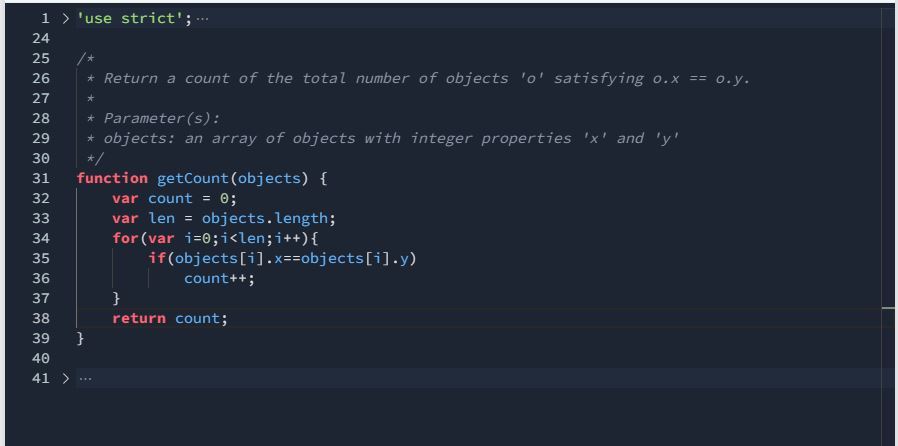 1 > 'use strict'; ...
24
25 /*
26  * Return a count of the total number of objects 'o' satisfying o.x == o.y.
27  *
28  * Parameter(s):
29  * objects: an array of objects with integer properties 'x' and 'y'
30  */
31 function getCount(objects) {
32     var count = 0;
33     var len = objects.length;
34     for(var i=0;i<len;i++){
35         if(objects[i].x==objects[i].y)
36             count++;
37     }
38     return count;
39 }
40
41 > ...